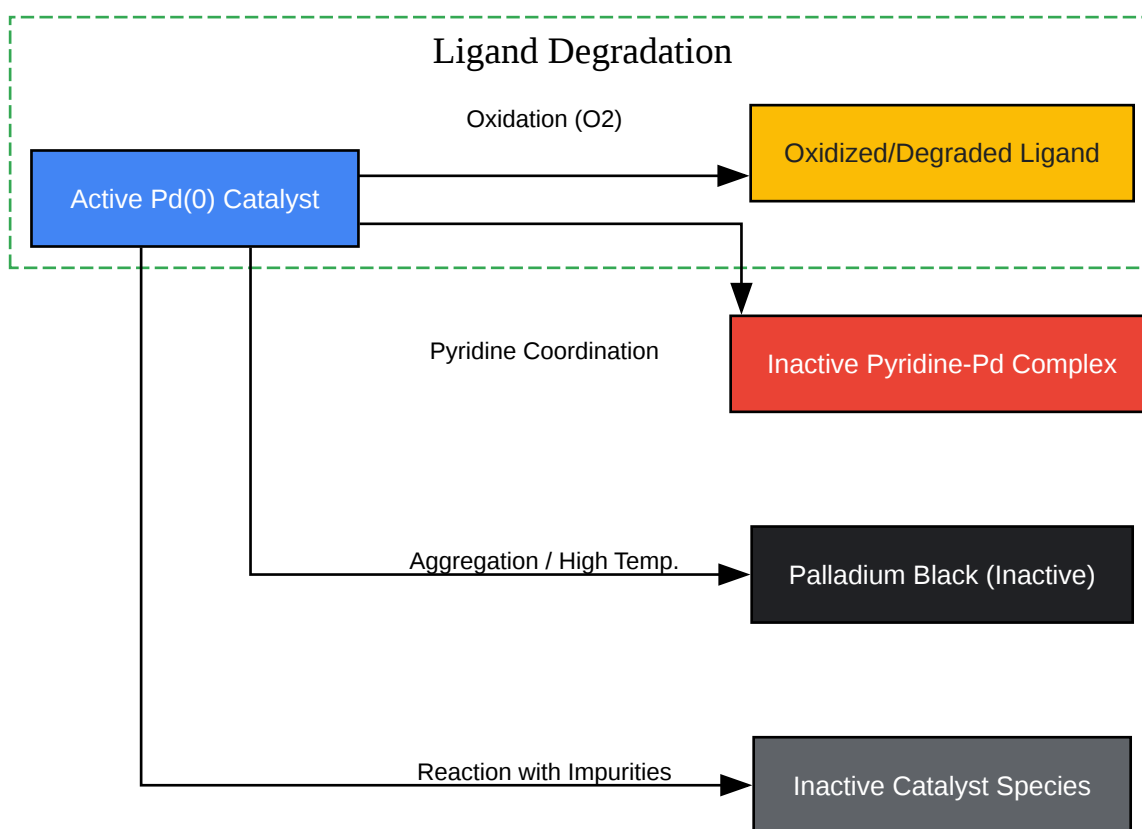 Ligand Degradation
Oxidation (O2)
Oxidized/Degraded Ligand
Active Pd(0) Catalyst
Pyridine Coordination
Inactive Pyridine-Pd Complex
Aggregation / High Temp.
Palladium Black (Inactive)
Reaction with Impurities
Inactive Catalyst Species